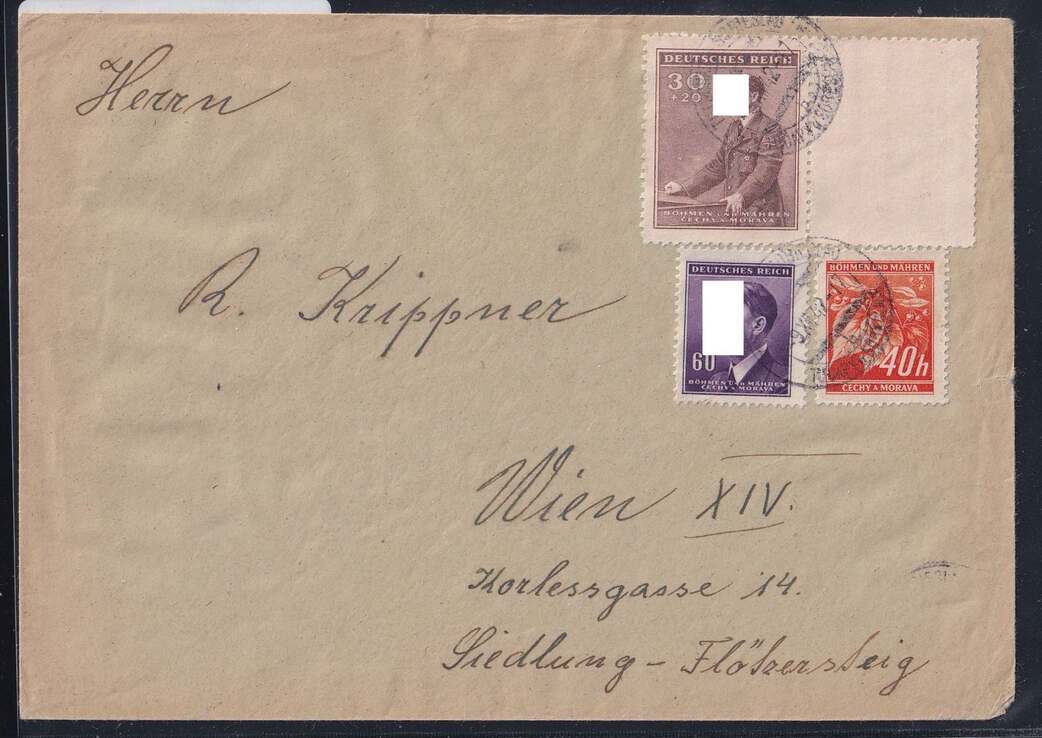 Herrn
R. Krippner
Wien XIV.
Korlessgasse 14.
Siedlung - Flötzersteig
DEUTSCHES REICH
30
+20
BÖHMEN UND MÄHREN
ČECHY A MORAVA
DEUTSCHES REICH
60
BÖHMEN UND MÄHREN
ČECHY A MORAVA
BÖHMEN UND MÄHREN
40h
ČECHY A MORAVA